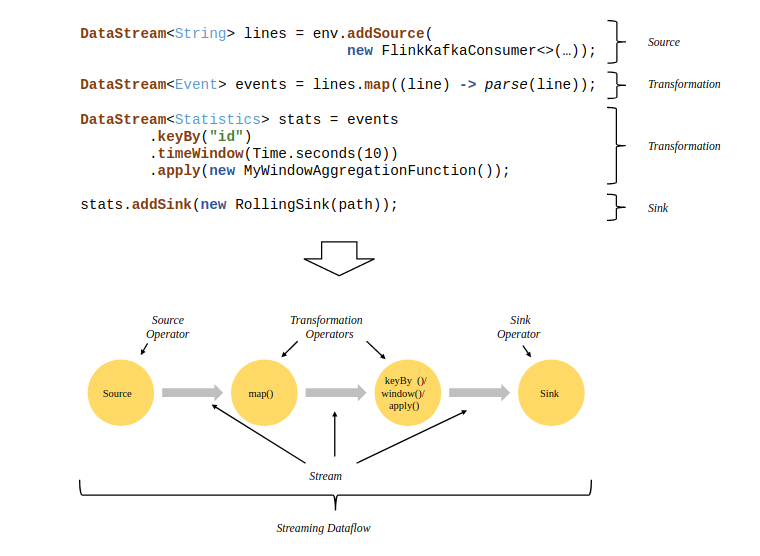 DataStream<String> lines = env.addSource(
new FlinkKafkaConsumer<>(…));
Source
DataStream<Event> events = lines.map((line) -> parse(line));
Transformation
DataStream<Statistics> stats = events
.keyBy("id")
.timeWindow(Time.seconds(10))
.apply(new MyWindowAggregationFunction());
Transformation
stats.addSink(new RollingSink(path));
Sink
Source
Operator
Transformation
Operators
Sink
Operator
Source
map()
keyBy ()/
window()/
apply()
Sink
Stream
Streaming Dataflow